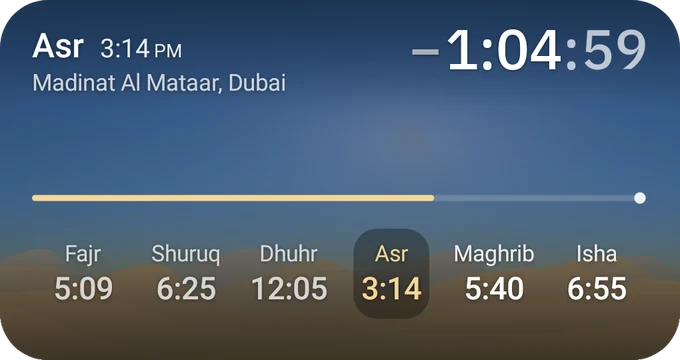 Asr 3:14 PM
–1:04:59
Madinat Al Mataar, Dubai
Fajr Shuruq Dhuhr Asr Maghrib Isha
5:09 6:25 12:05 3:14 5:40 6:55